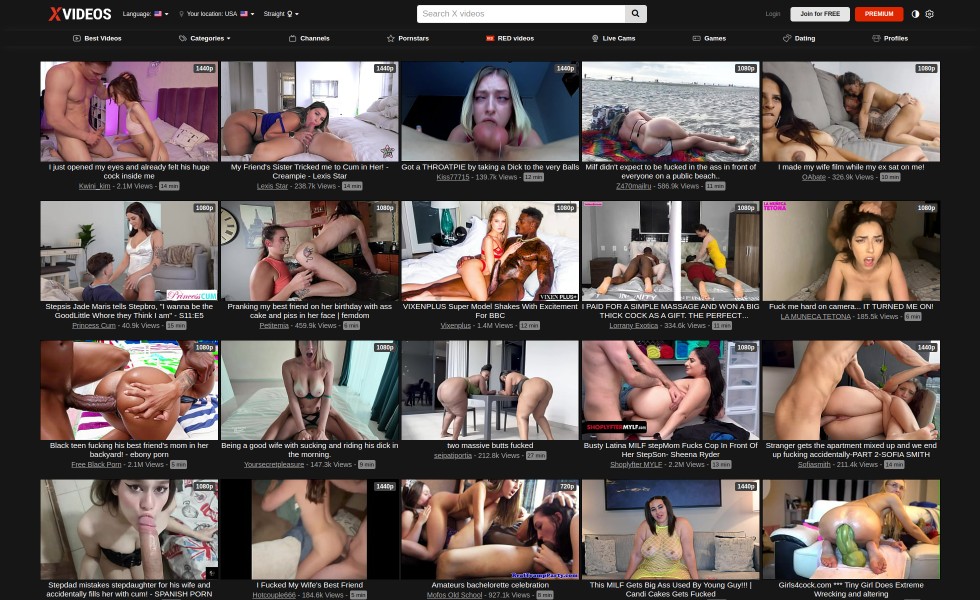 XVIDEOS
Language:
Your location: USA
Straight
Search X videos
Login
Join for FREE
PREMIUM
Best Videos
Categories
Channels
Pornstars
RED videos
Live Cams
Games
Dating
Profiles
1440p
1440p
1440p
1080p
1080p
I just opened my eyes and already felt his huge
cock inside me
Kwini_kim - 2.1M Views - 14 min
My Friend's Sister Tricked me to Cum in Her! -
Creampie - Lexis Star
Lexis Star - 238.7k Views - 14 min
Got a THROATPIE by taking a Dick to the very Balls
Kiss77715 - 139.7k Views - 12 min
Milf didn't expect to be fucked in the ass in front of
everyone on a public beach..
Z470mailru - 586.9k Views - 11 min
I made my wife film while my ex sat on me!
OAbate - 326.9k Views - 10 min
1080p
1080p
1080p
1080p
1080p
PrincessCUM
VIXEN PLUS+
LA MUÑECA
TETONA
Stepsis Jade Maris tells Stepbro, "I wanna be the
GoodLittle Whore they Think I am" - S11:E5
Princess Cum - 40.9k Views - 15 min
Pranking my best friend on her birthday with ass
cake and piss in her face | femdom
Petitemia - 459.9k Views - 6 min
VIXENPLUS Super Model Shakes With Excitement
For BBC
Vixenplus - 1.4M Views - 12 min
I PAID FOR A SIMPLE MASSAGE AND WON A BIG
THICK COCK AS A GIFT. THE PERFECT...
Lorrany Exotica - 334.6k Views - 11 min
Fuck me hard on camera... IT TURNED ME ON!
LA MUNECA TETONA - 185.5k Views - 6 min
1080p
1080p
1080p
1440p
SHOPLYFTERMYLF.COM
Black teen fucking his best friend's mom in her
backyard! - ebony porn
Free Black Porn - 2.1M Views - 5 min
Being a good wife with sucking and riding his dick in
the morning.
Yoursecretpleasure - 147.3k Views - 9 min
two massive butts fucked
sejpatiportia - 212.8k Views - 27 min
Busty Latina MILF stepMom Fucks Cop In Front Of
Her StepSon- Sheena Ryder
Shoplyfter MYLF - 2.2M Views - 13 min
Stranger gets the apartment mixed up and we end
up fucking accidentally-PART 2-SOFIA SMITH
Sofiasmith - 211.4k Views - 14 min
1080p
1440p
720p
1440p
RealTrampParty.com
Stepdad mistakes stepdaughter for his wife and
accidentally fills her with cum! - SPANISH PORN
I Fucked My Wife's Best Friend
Hotcouple666 - 184.6k Views - 5 min
Amateurs bachelorette celebration
Mofos Old School - 927.1k Views - 8 min
This MILF Gets Big Ass Used By Young Guy!!! |
Candi Cakes Gets Fucked
Girls4cock.com *** Tiny Girl Does Extreme
Wrecking and altering